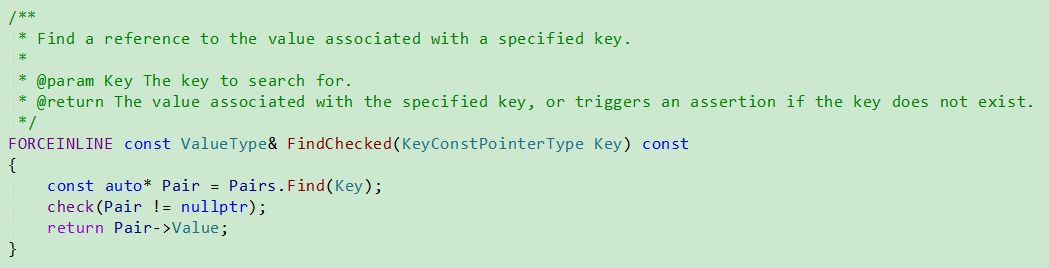 /**
 * Find a reference to the value associated with a specified key.
 *
 * @param Key The key to search for.
 * @return The value associated with the specified key, or triggers an assertion if the key does not exist.
 */
FORCEINLINE const ValueType& FindChecked(KeyConstPointerType Key) const
{
    const auto* Pair = Pairs.Find(Key);
    check(Pair != nullptr);
    return Pair->Value;
}